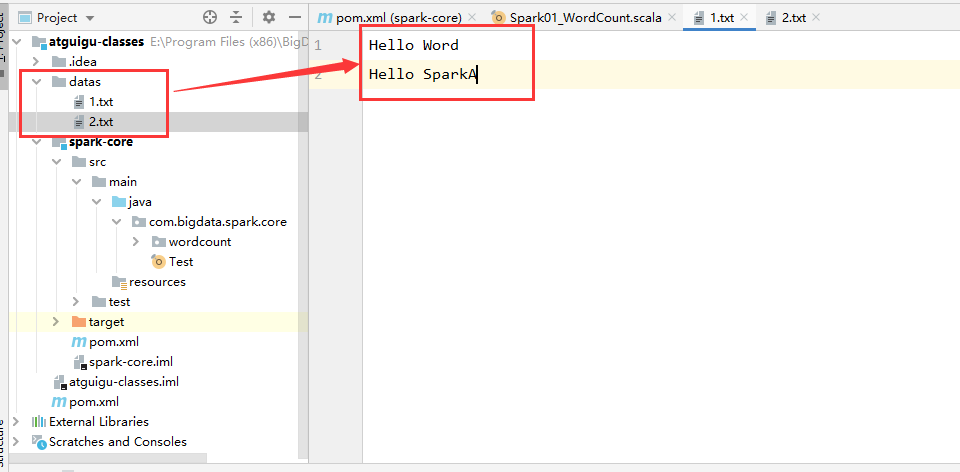 Project
atguigu-classes E:\Program Files (x86)\BigD
.idea
datas
1.txt
2.txt
spark-core
src
main
java
com.bigdata.spark.core
wordcount
Test
resources
test
target
pom.xml
spark-core.iml
atguigu-classes.iml
pom.xml
External Libraries
Scratches and Consoles
pom.xml (spark-core)
Spark01_WordCount.scala
1.txt
2.txt
1 Hello Word
2 Hello SparkA